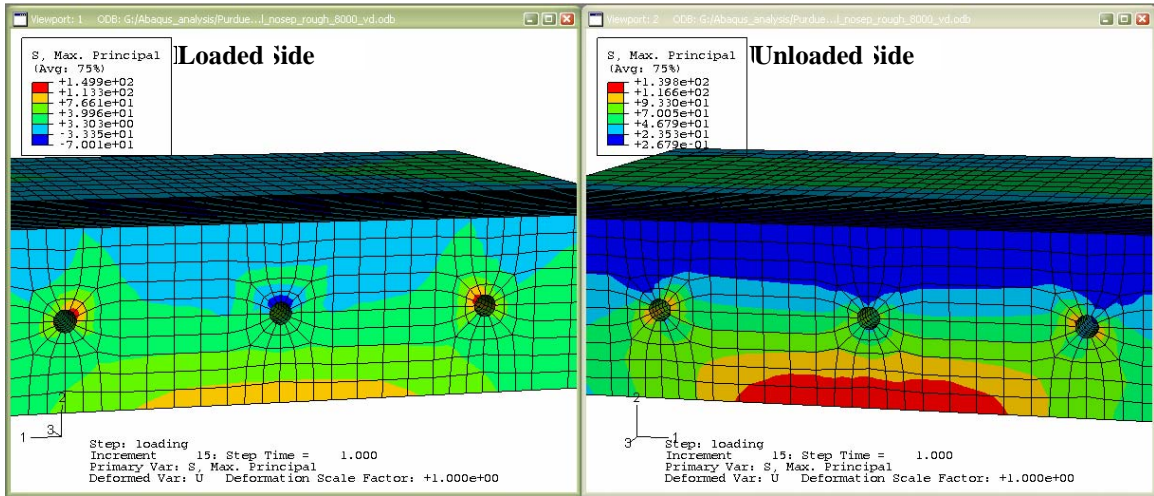 Viewport: 1 ODB: G:/Abaqus_analysis/Purdue...l_nosep_rough_8000_vd.odb
S, Max. Principal
(Avg: 75%)
+1.499e+02
+1.133e+02
+7.661e+01
+3.996e+01
+3.303e+00
-3.335e+01
-7.001e+01
Loaded Side
2
1
3
Step: loading
Increment 15: Step Time = 1.000
Primary Var: S, Max. Principal
Deformed Var: U Deformation Scale Factor: +1.000e+00
Viewport: 2 ODB: G:/Abaqus_analysis/Purdue...l_nosep_rough_8000_vd.odb
S, Max. Principal
(Avg: 75%)
+1.398e+02
+1.166e+02
+9.330e+01
+7.005e+01
+4.679e+01
+2.353e+01
+2.679e-01
Unloaded Side
2
3
1
Step: loading
Increment 15: Step Time = 1.000
Primary Var: S, Max. Principal
Deformed Var: U Deformation Scale Factor: +1.000e+00